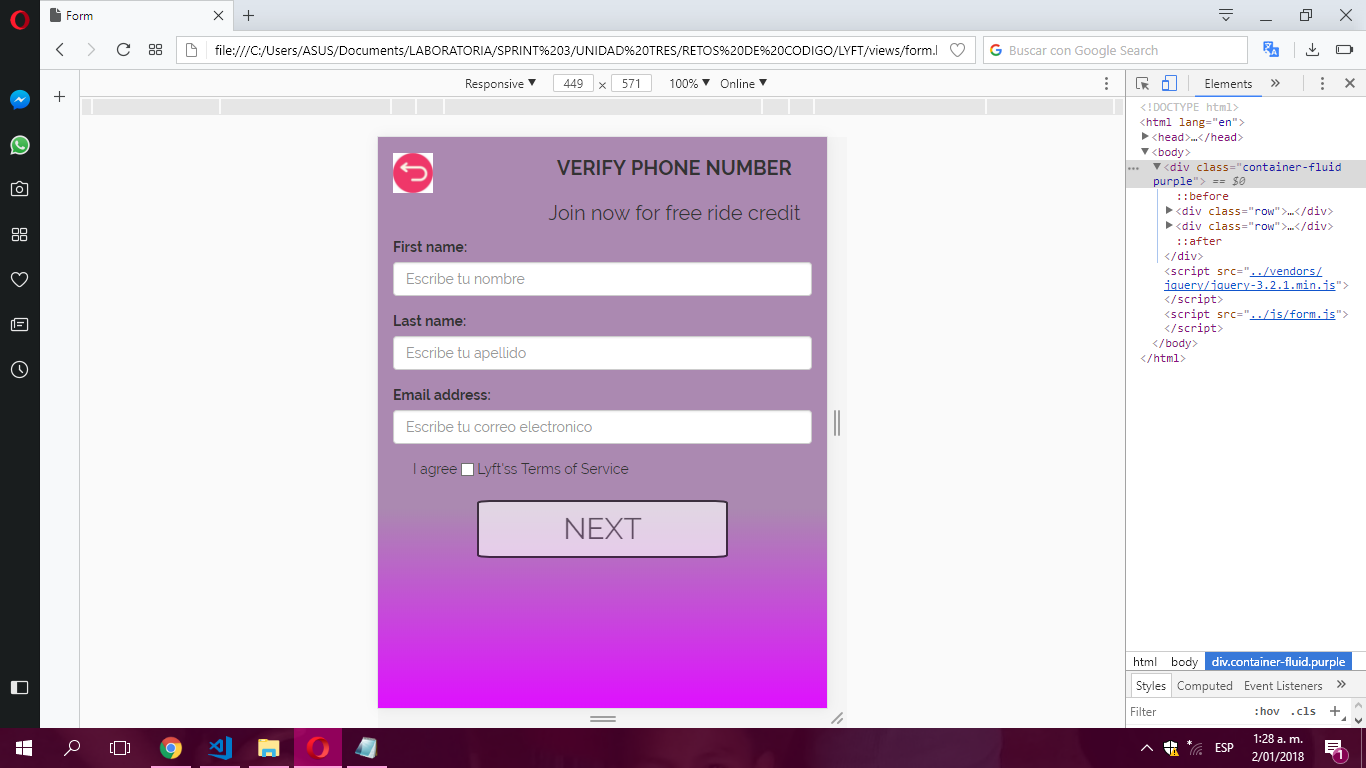 Form
file:///C:/Users/ASUS/Documents/LABORATORIA/SPRINT%203/UNIDAD%20TRES/RETOS%20DE%20CODIGO/LYFT/views/form.l
Buscar con Google Search
Responsive 449 x 571 100% Online
Elements
VERIFY PHONE NUMBER
Join now for free ride credit
First name:
Escribe tu nombre
Last name:
Escribe tu apellido
Email address:
Escribe tu correo electronico
I agree Lyft'ss Terms of Service
NEXT
<!DOCTYPE html>
<html lang="en">
<head>…</head>
<body>
<div class="container-fluid
purple"> == $0
::before
<div class="row">…</div>
<div class="row">…</div>
::after
</div>
<script src="../vendors/
jquery/jquery-3.2.1.min.js">
</script>
<script src="../js/form.js">
</script>
</body>
</html>
html body div.container-fluid.purple
Styles Computed Event Listeners
Filter :hov .cls
ESP
1:28 a. m.
2/01/2018
1